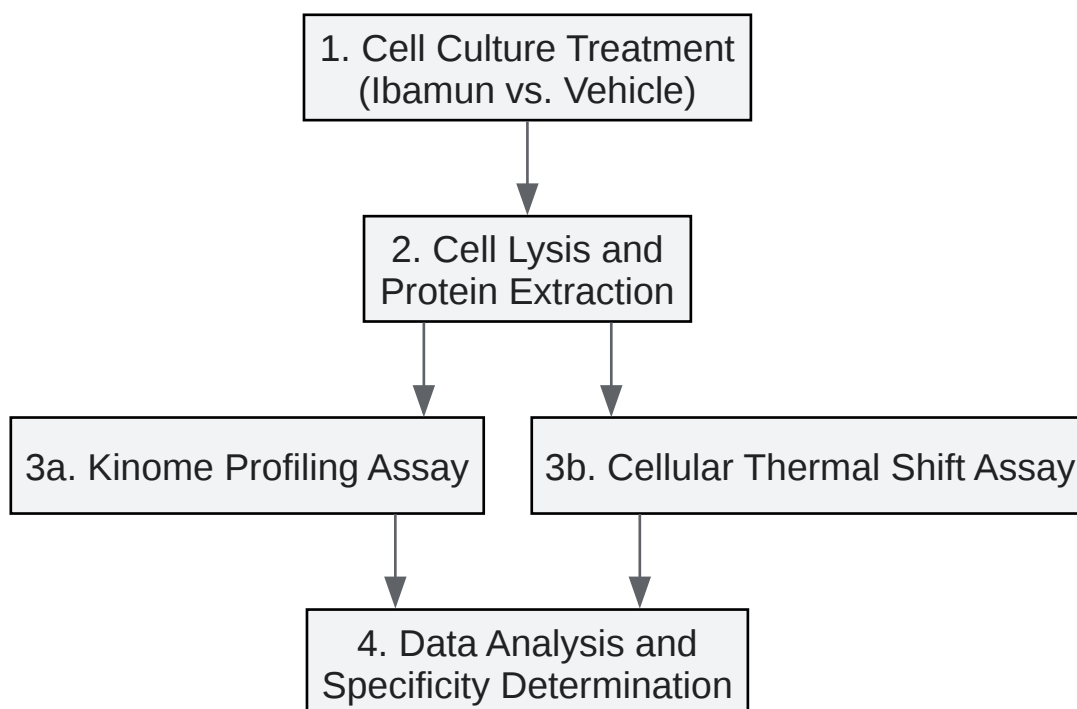 1. Cell Culture Treatment
(Ibamun vs. Vehicle)
2. Cell Lysis and
Protein Extraction
3a. Kinome Profiling Assay
3b. Cellular Thermal Shift Assay
4. Data Analysis and
Specificity Determination